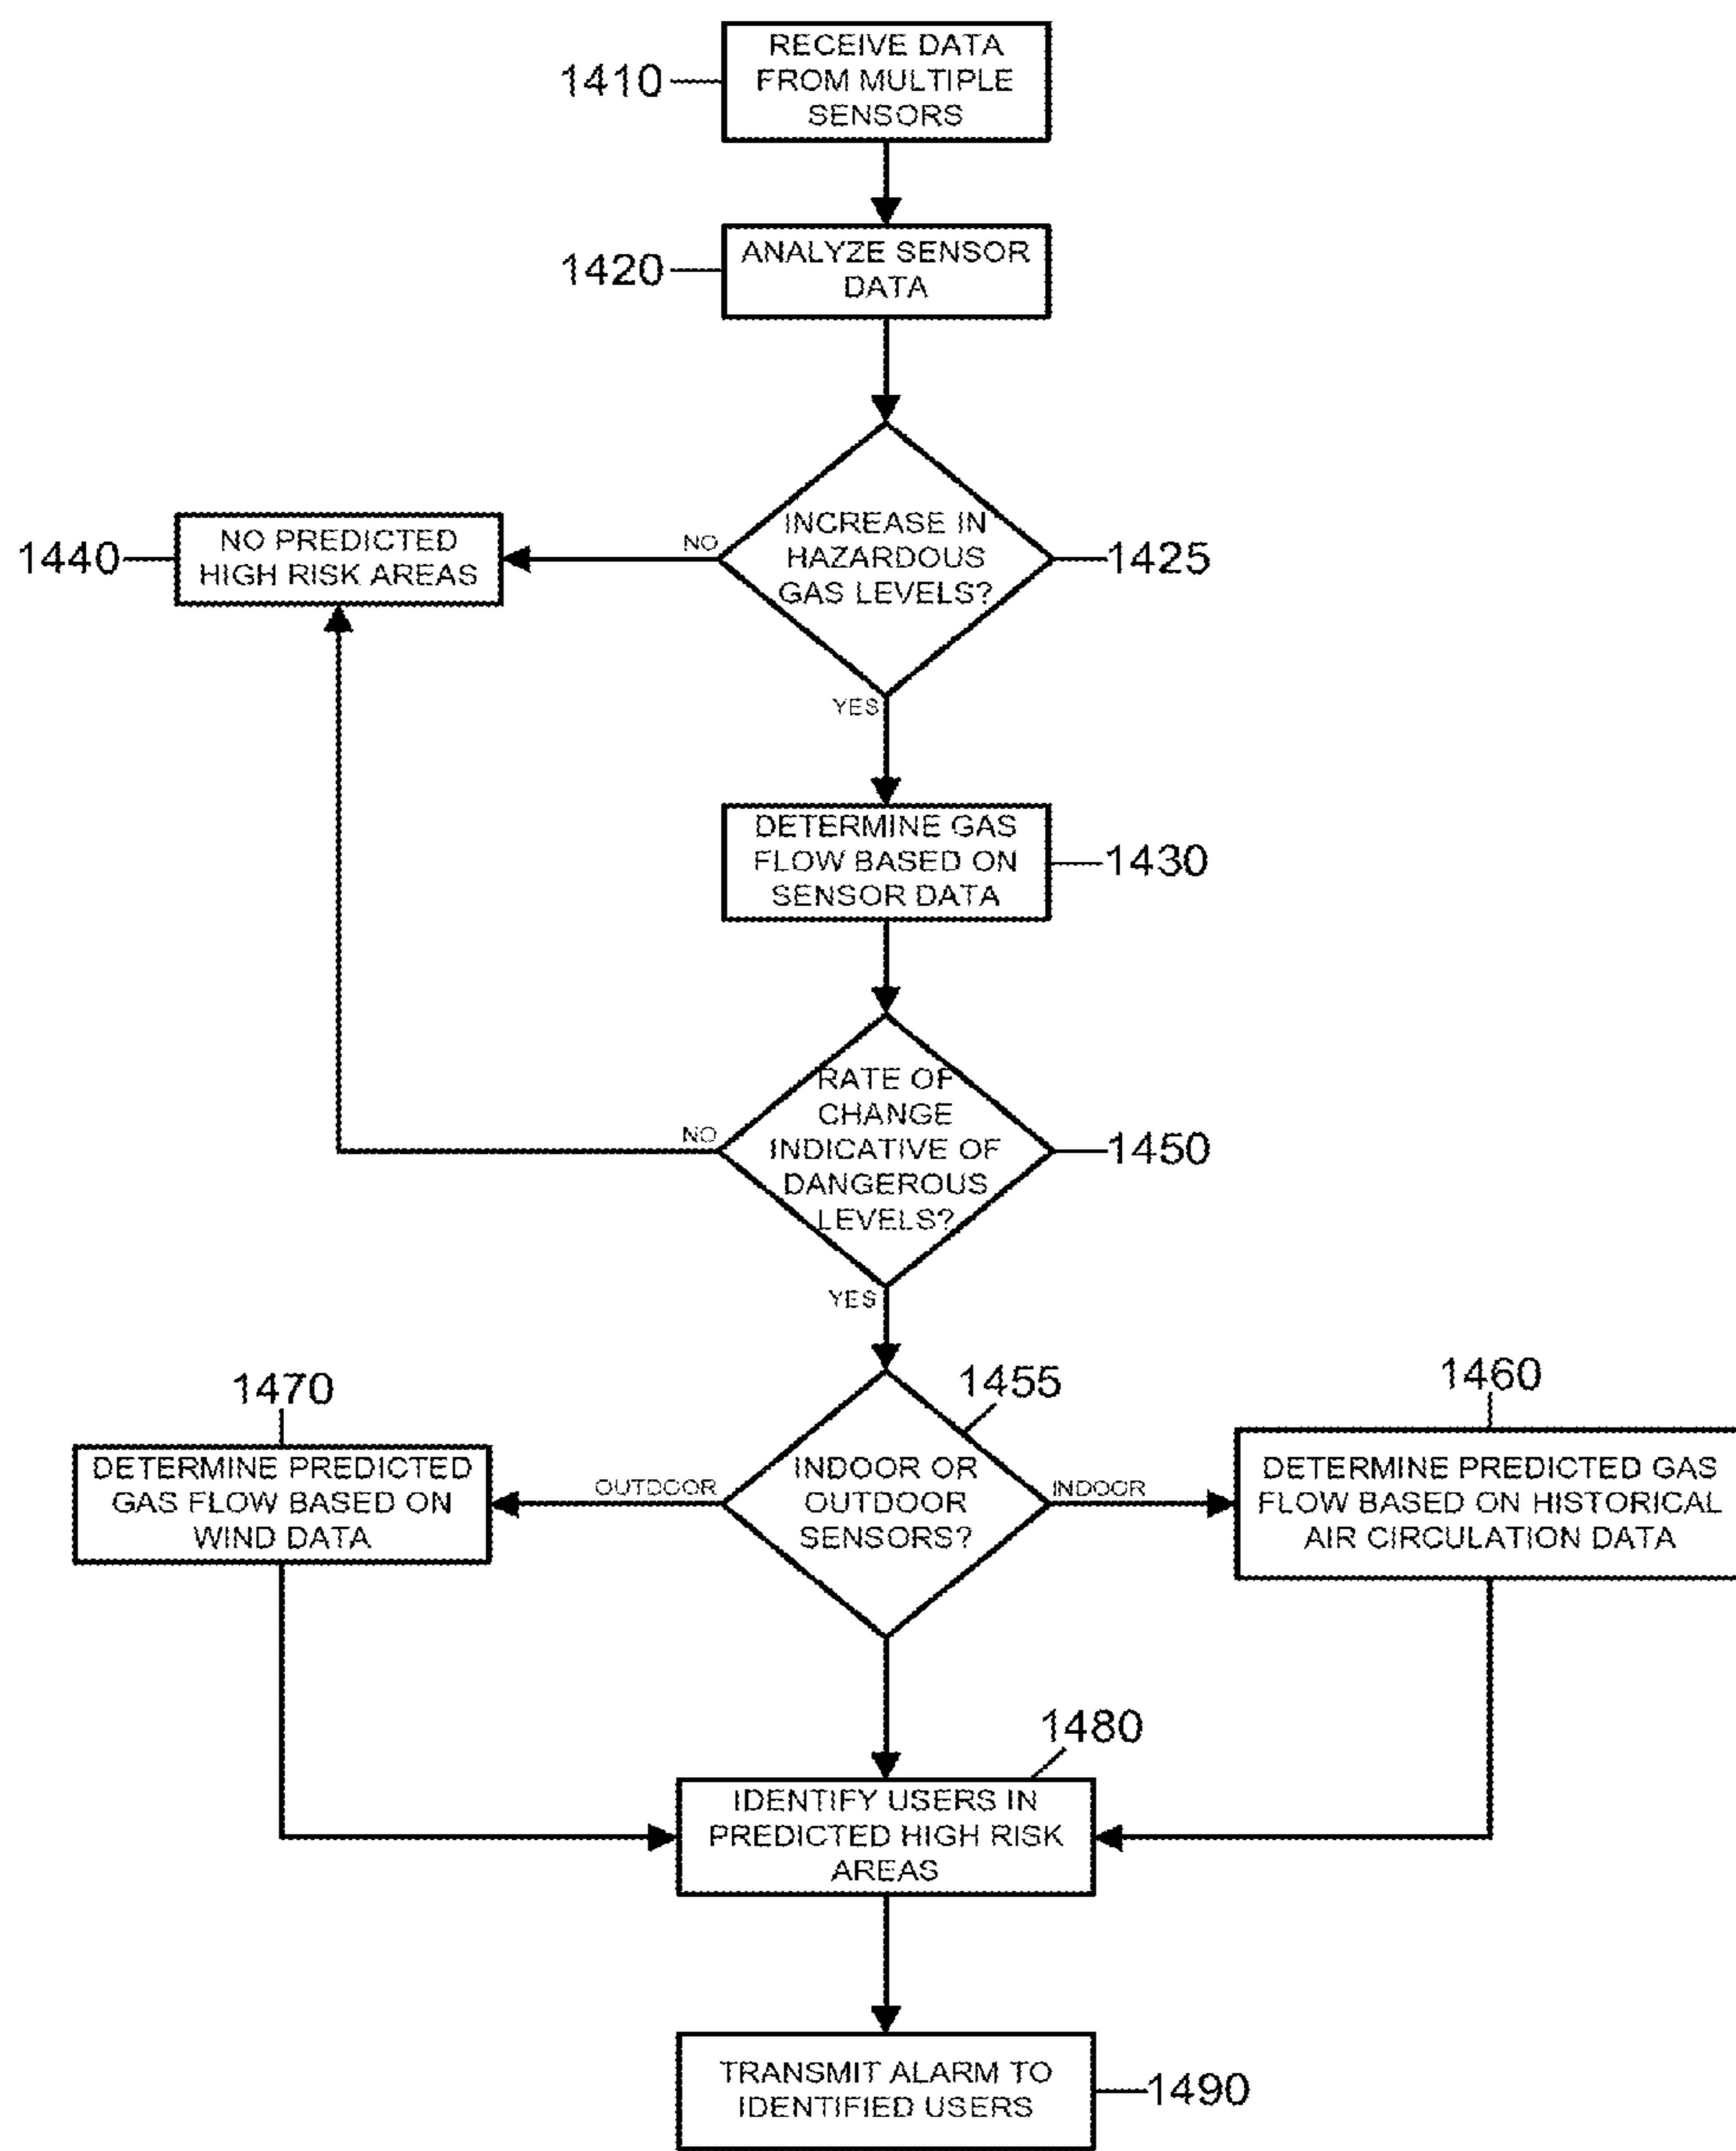 RECEIVE DATA
FROM MULTIPLE
SENSORS
1410
ANALYZE SENSOR
DATA
1420
INCREASE IN
HAZARDOUS
GAS LEVELS?
1425
NO
NO PREDICTED
HIGH RISK AREAS
1440
YES
DETERMINE GAS
FLOW BASED ON
SENSOR DATA
1430
RATE OF
CHANGE
INDICATIVE OF
DANGEROUS
LEVELS?
1450
NO
YES
1455
INDOOR OR
OUTDOOR
SENSORS?
OUTDOOR
INDOOR
1470
DETERMINE PREDICTED
GAS FLOW BASED ON
WIND DATA
1460
DETERMINE PREDICTED GAS
FLOW BASED ON HISTORICAL
AIR CIRCULATION DATA
1480
IDENTIFY USERS IN
PREDICTED HIGH RISK
AREAS
TRANSMIT ALARM TO
IDENTIFIED USERS
1490